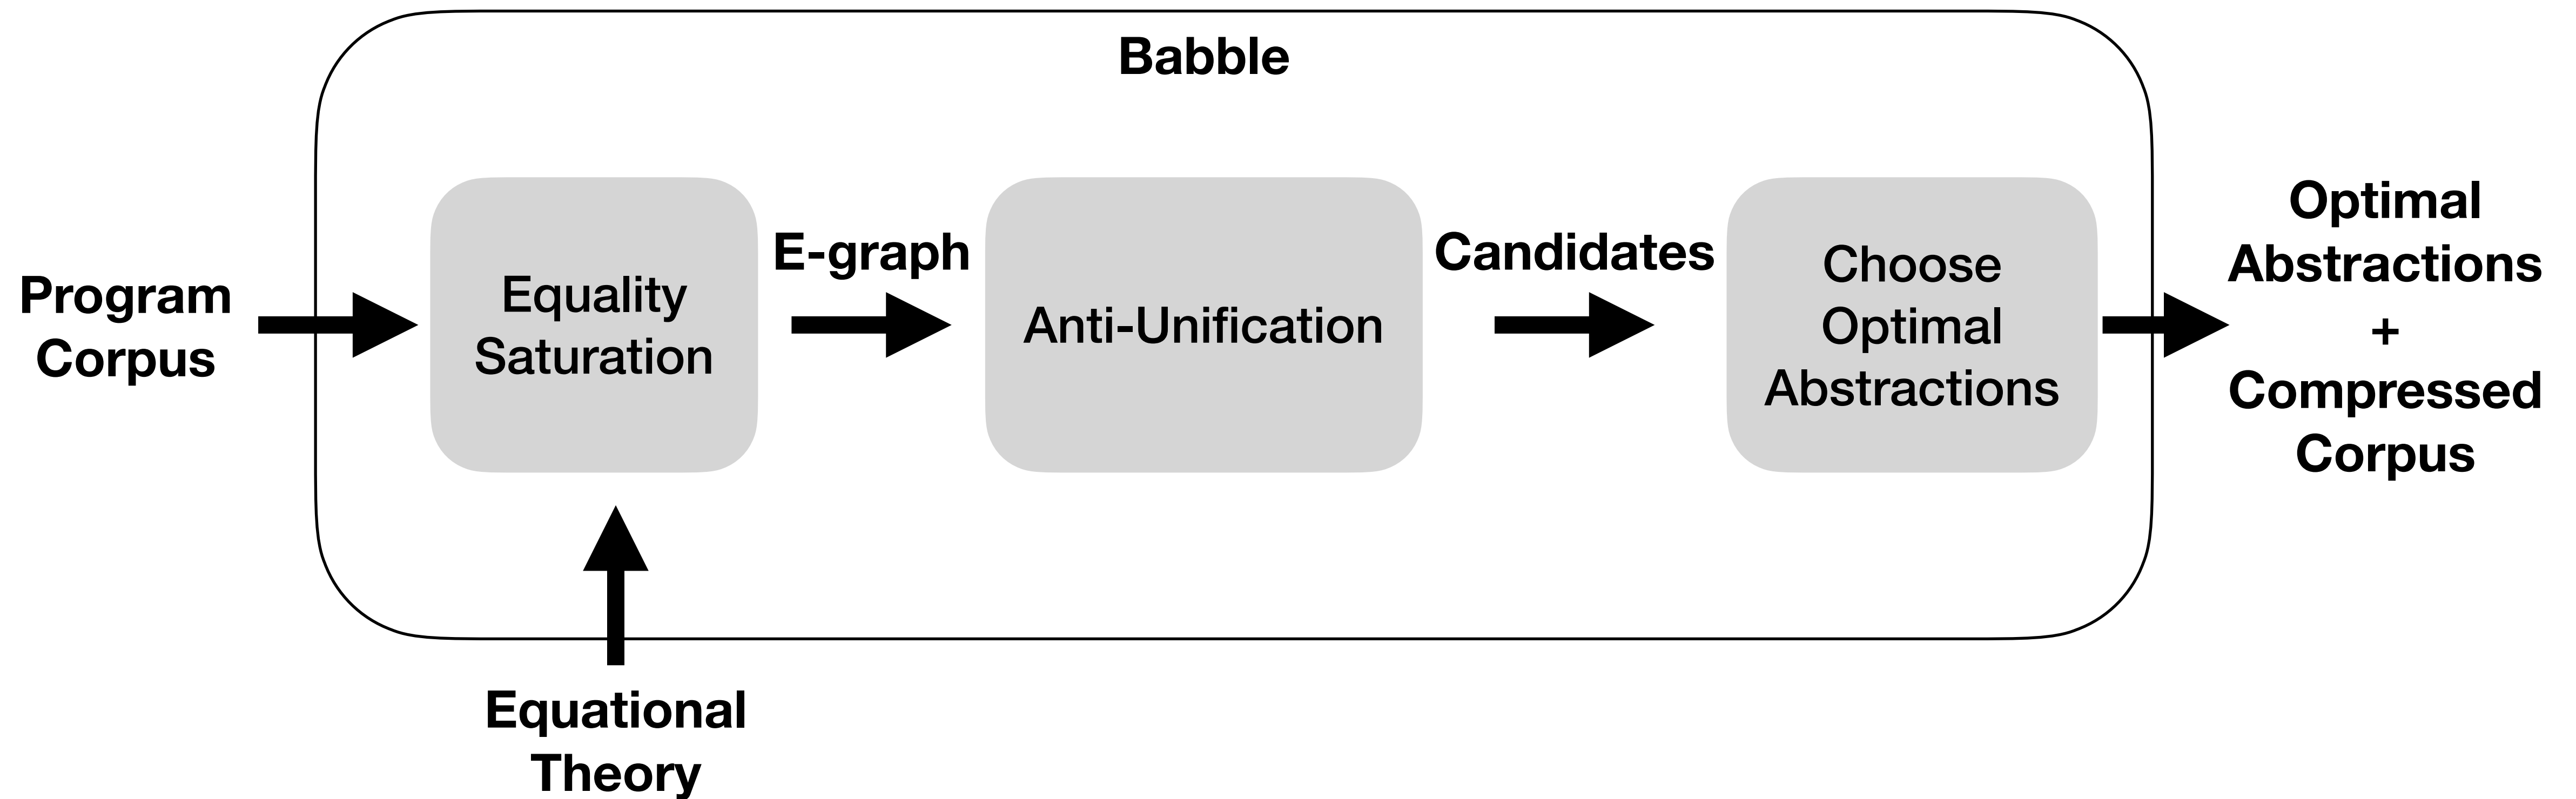 Babble
Program
Corpus
Equality
Saturation
E-graph
Anti-Unification
Candidates
Choose
Optimal
Abstractions
Optimal
Abstractions
+
Compressed
Corpus
Equational
Theory